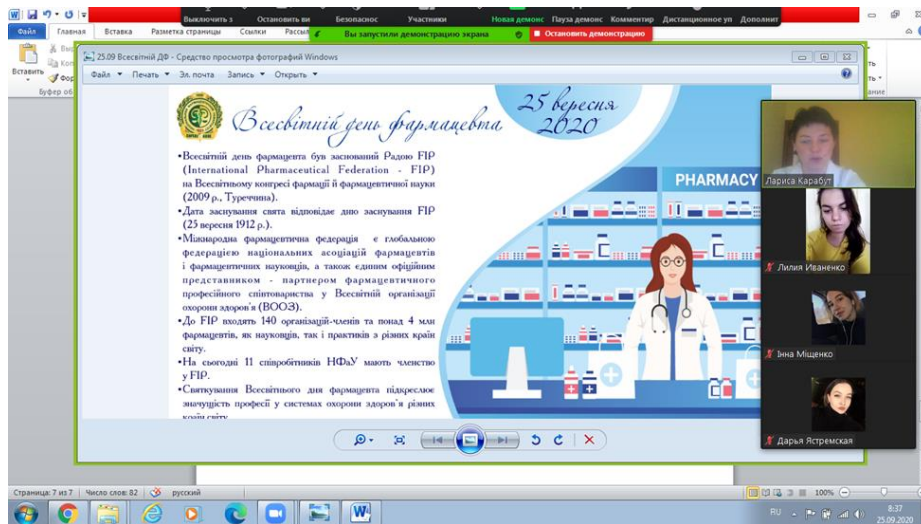 Выключить з
Остановить ви
Безопаснос
Участники
Новая демонс
Пауза демонс
Комментир
Дистанционное уп
Дополнит
Вы запустили демонстрацию экрана
Остановить демонстрацию
Файл
Главная
Вставка
Разметка страницы
Ссылки
Рассыл
Вставить
25.09 Всесвітній ДФ - Средство просмотра фотографий Windows
Файл
Печать
Эл. почта
Запись
Открыть
Всесвітній день фармацевта
25 вересня
2020
•Всесвітній день фармацевта був заснований Радою FIP
(International Pharmaceutical Federation - FIP)
на Всесвітньому конгресі фармації й фармацевтичної науки
(2009 р., Туреччина).
•Дата заснування свята відповідає дню заснування FIP
(25 вересня 1912 р.).
•Міжнародна фармацевтична федерація є глобальною
федерацією національних асоціацій фармацевтів
і фармацевтичних науковців, а також єдиним офіційним
представником - партнером фармацевтичного
професійного співтовариства у Всесвітній організації
охорони здоров'я (ВООЗ).
•До FIP входять 140 організацій-членів та понад 4 млн
фармацевтів, як науковців, так і практиків з різних країн
світу.
•На сьогодні 11 співробітників НФаУ мають членство
у FIP.
•Святкування Всесвітнього дня фармацевта підкреслює
значущість професії у системах охорони здоров'я різних
країн світу.
PHARMACY
Лариса Карабут
Лилия Иваненко
Інна Міщенко
Дарья Ястремская
Страница: 7 из 7
Число слов: 82
русский
100%
RU
8:37
25.09.2020